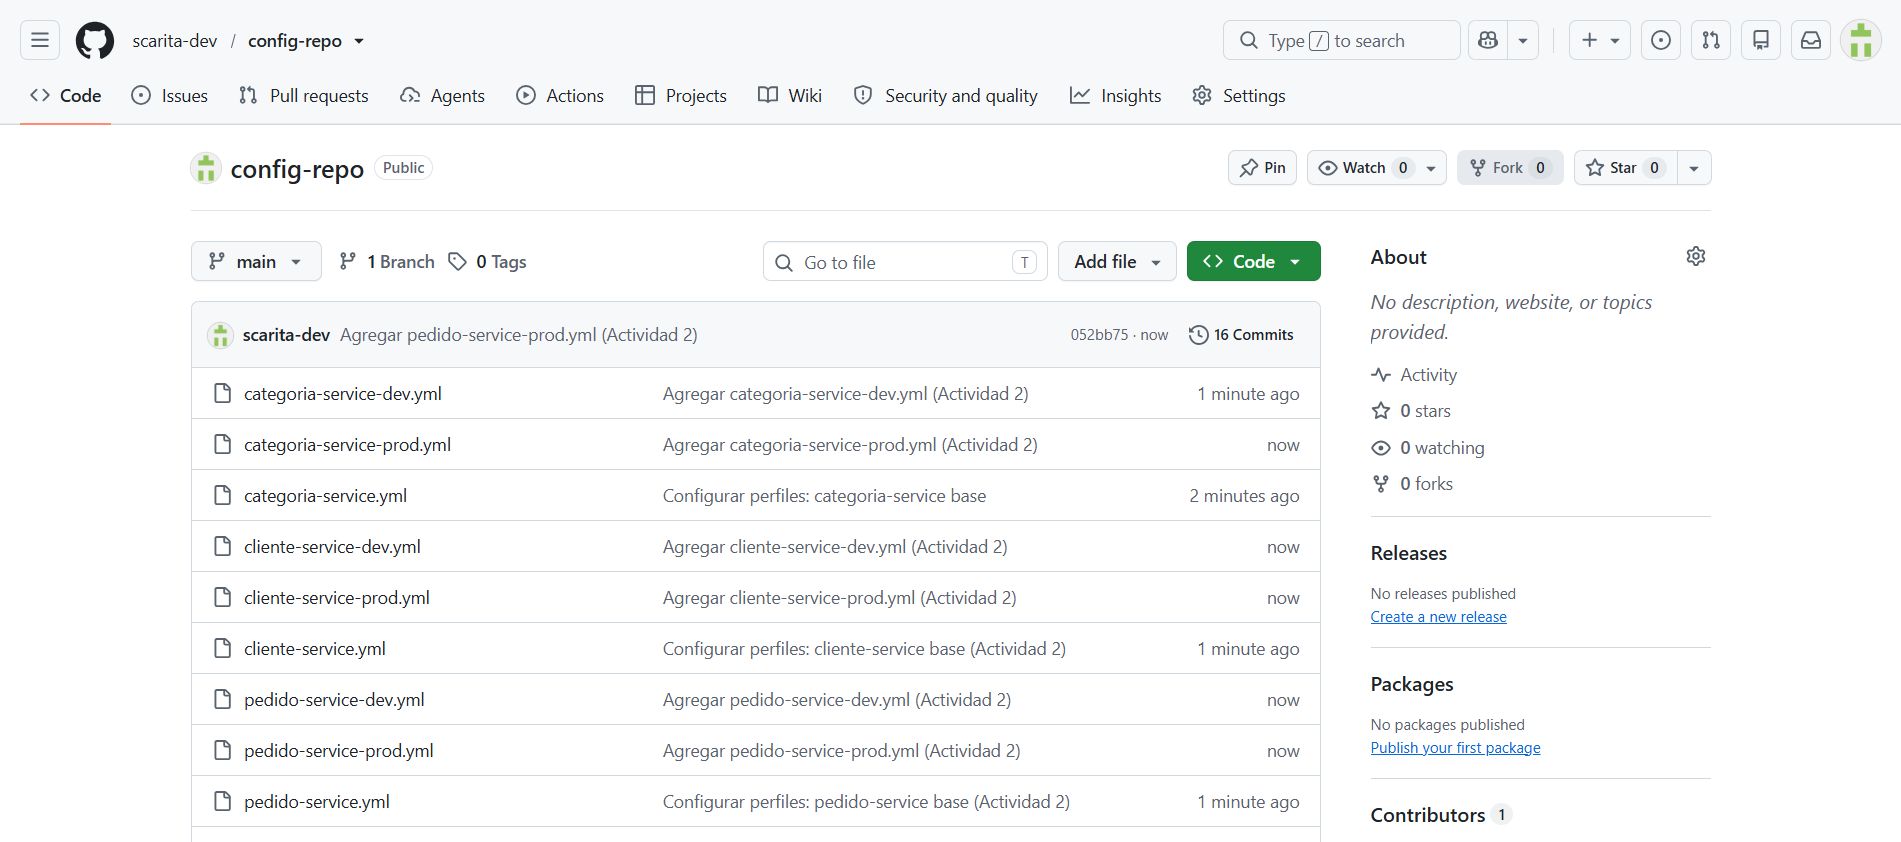 scarita-dev / config-repo
Type / to search
Code Issues Pull requests Agents Actions Projects Wiki Security and quality Insights Settings
config-repo Public
Pin Watch 0 Fork 0 Star 0
main 1 Branch 0 Tags Go to file T Add file Code
scarita-dev Agregar pedido-service-prod.yml (Actividad 2) 052bb75 · now 16 Commits
categoria-service-dev.yml Agregar categoria-service-dev.yml (Actividad 2) 1 minute ago
categoria-service-prod.yml Agregar categoria-service-prod.yml (Actividad 2) now
categoria-service.yml Configurar perfiles: categoria-service base 2 minutes ago
cliente-service-dev.yml Agregar cliente-service-dev.yml (Actividad 2) now
cliente-service-prod.yml Agregar cliente-service-prod.yml (Actividad 2) now
cliente-service.yml Configurar perfiles: cliente-service base (Actividad 2) 1 minute ago
pedido-service-dev.yml Agregar pedido-service-dev.yml (Actividad 2) now
pedido-service-prod.yml Agregar pedido-service-prod.yml (Actividad 2) now
pedido-service.yml Configurar perfiles: pedido-service base (Actividad 2) 1 minute ago
About
No description, website, or topics
provided.
Activity
0 stars
0 watching
0 forks
Releases
No releases published
Create a new release
Packages
No packages published
Publish your first package
Contributors 1